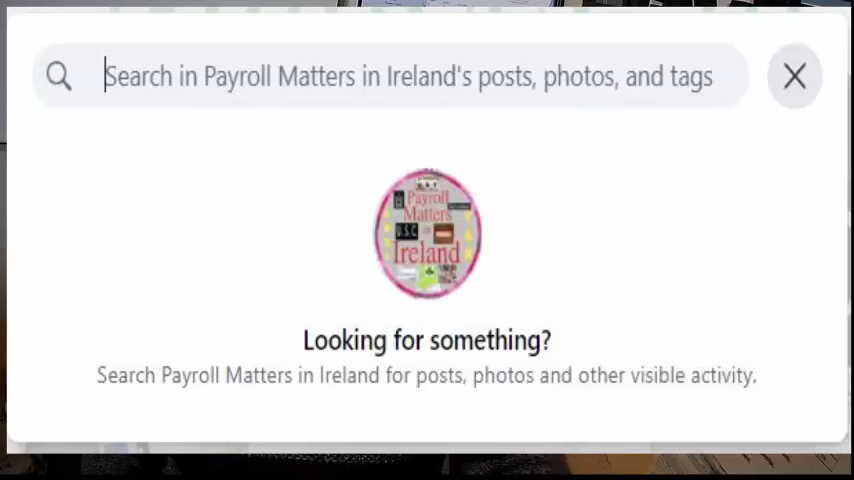 Search in Payroll Matters in Ireland's posts, photos, and tags
Payroll
Matters
U.S.C
in
Ireland
Looking for something?
Search Payroll Matters in Ireland for posts, photos and other visible activity.